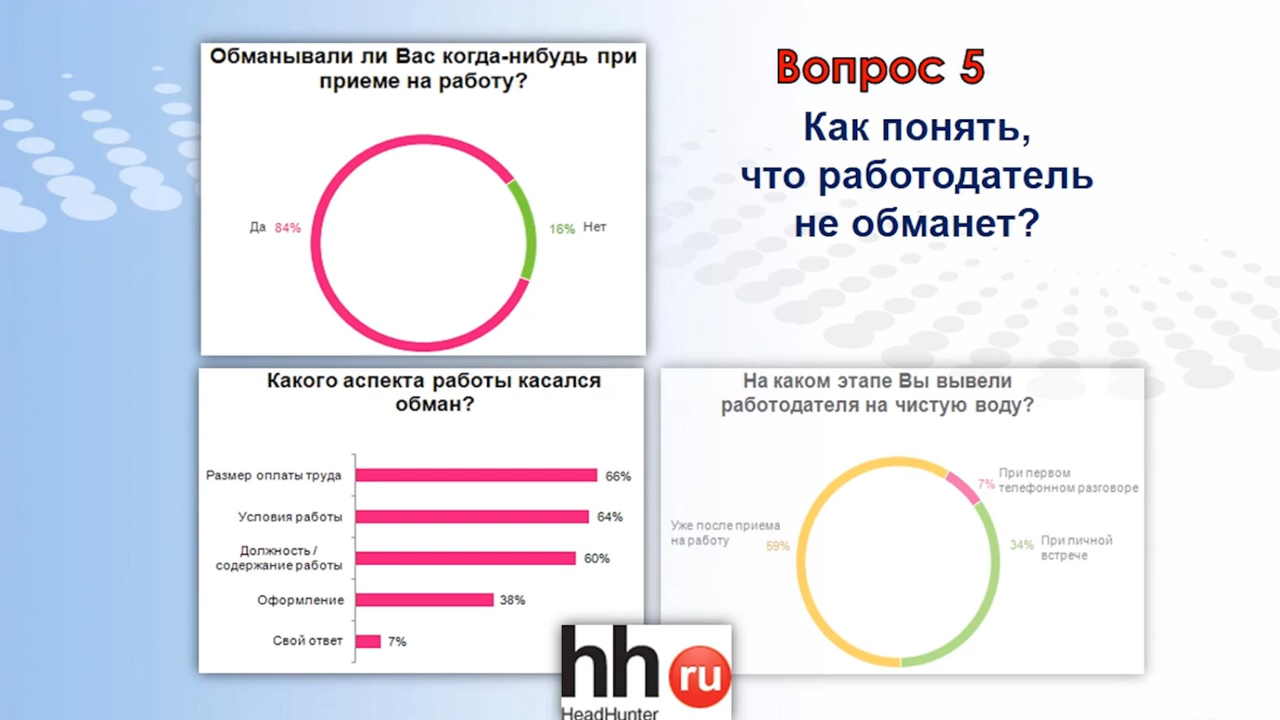 Обманывали ли Вас когда-нибудь при
приеме на работу?
Да 84%
16% Нет
Вопрос 5
Как понять,
что работодатель
не обманет?
Какого аспекта работы касался
обман?
Размер оплаты труда 66%
Условия работы 64%
Должность /
содержание работы 60%
Оформление 38%
Свой ответ 7%
На каком этапе Вы вывели
работодателя на чистую воду?
7% При первом
телефонном разговоре
Уже после приема
на работу 59%
34% При личной
встрече
hh ru
HeadHunter